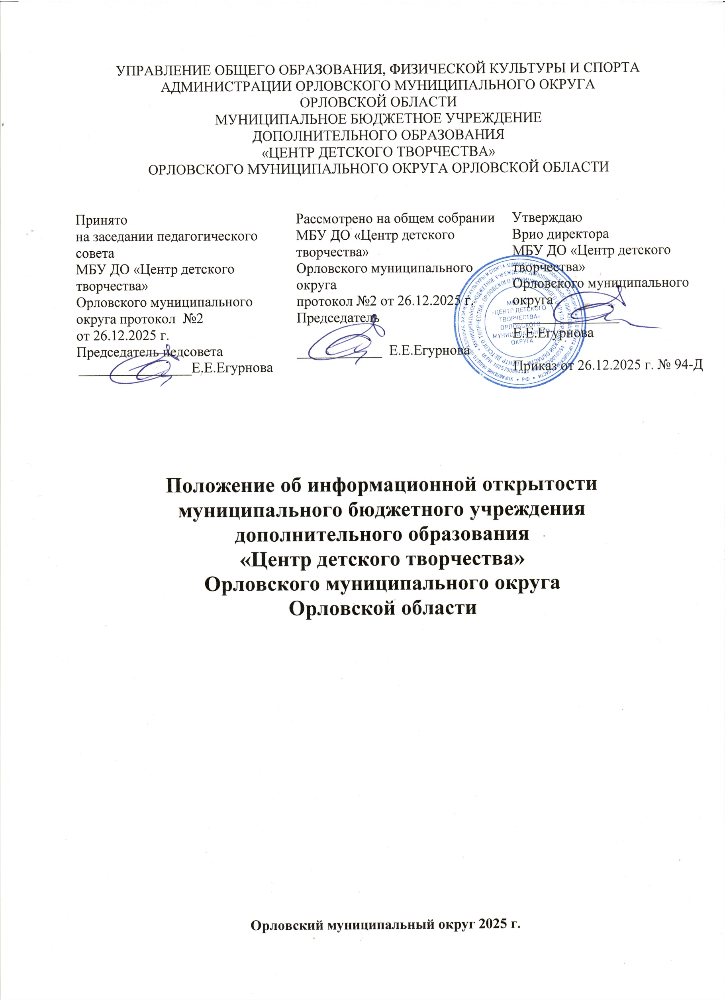 УПРАВЛЕНИЕ ОБЩЕГО ОБРАЗОВАНИЯ, ФИЗИЧЕСКОЙ КУЛЬТУРЫ И СПОРТА
АДМИНИСТРАЦИИ ОРЛОВСКОГО МУНИЦИПАЛЬНОГО ОКРУГА
ОРЛОВСКОЙ ОБЛАСТИ
МУНИЦИПАЛЬНОЕ БЮДЖЕТНОЕ УЧРЕЖДЕНИЕ
ДОПОЛНИТЕЛЬНОГО ОБРАЗОВАНИЯ
«ЦЕНТР ДЕТСКОГО ТВОРЧЕСТВА»
ОРЛОВСКОГО МУНИЦИПАЛЬНОГО ОКРУГА ОРЛОВСКОЙ ОБЛАСТИ
Принято
на заседании педагогического
совета
МБУ ДО «Центр детского
творчества»
Орловского муниципального
округа протокол №2
от 26.12.2025 г.
Председатель педсовета
________________Е.Е.Егурнова
Рассмотрено на общем собрании
МБУ ДО «Центр детского
творчества»
Орловского муниципального
округа
протокол №2 от 26.12.2025 г.
Председатель
____________ Е.Е.Егурнова
Утверждаю
Врио директора
МБУ ДО «Центр детского
творчества»
Орловского муниципального
округа
_______________
Е.Е.Егурнова
Приказ от 26.12.2025 г. № 94-Д
«ЦЕНТР ДЕТСКОГО
ТВОРЧЕСТВА»
ОРЛОВСКОГО
МУНИЦИПАЛЬНОГО
ОКРУГА
Положение об информационной открытости
муниципального бюджетного учреждения
дополнительного образования
«Центр детского творчества»
Орловского муниципального округа
Орловской области
Орловский муниципальный округ 2025 г.